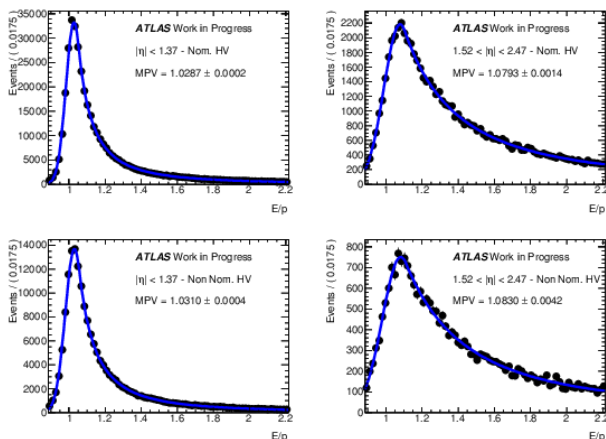 Events / ( 0.0175)
35000
30000
25000
20000
15000
10000
5000
0
ATLAS Work in Progress
|η| < 1.37 - Nom. HV
MPV = 1.0287 ± 0.0002
1 1.2 1.4 1.6 1.8 2 2.2
E/p
Events / ( 0.0175)
2200
2000
1800
1600
1400
1200
1000
800
600
400
200
0
ATLAS Work in Progress
1.52 < |η| < 2.47 - Nom. HV
MPV = 1.0793 ± 0.0014
1 1.2 1.4 1.6 1.8 2 2.2
E/p
Events / ( 0.0175)
14000
12000
10000
8000
6000
4000
2000
0
ATLAS Work in Progress
|η| < 1.37 - Non Nom. HV
MPV = 1.0310 ± 0.0004
1 1.2 1.4 1.6 1.8 2 2.2
E/p
Events / ( 0.0175)
800
700
600
500
400
300
200
100
0
ATLAS Work in Progress
1.52 < |η| < 2.47 - Non Nom. HV
MPV = 1.0830 ± 0.0042
1 1.2 1.4 1.6 1.8 2 2.2
E/p